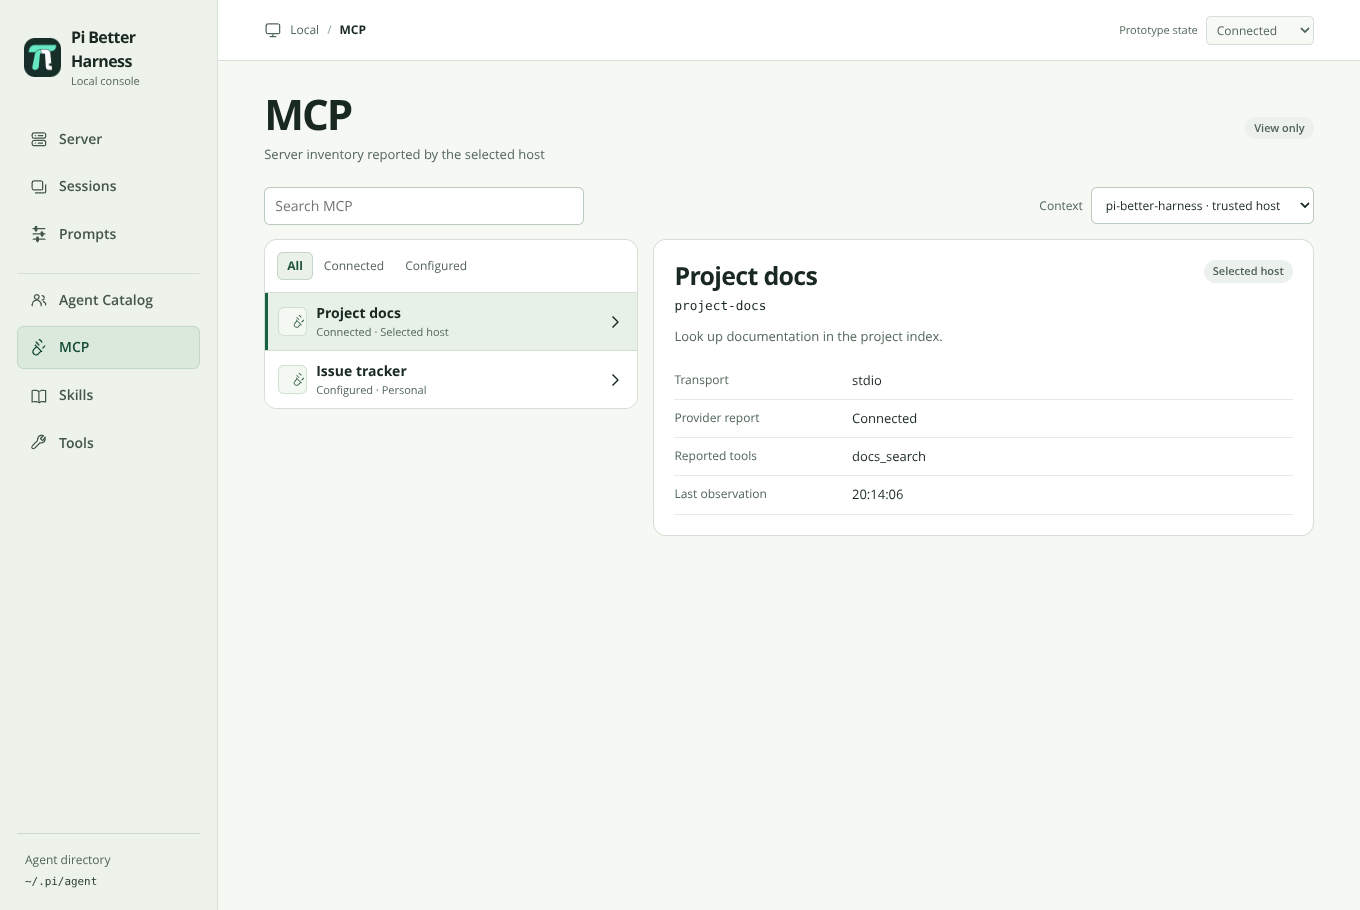 Pi Better
Harness
Local console
Server
Sessions
Prompts
Agent Catalog
MCP
Skills
Tools
Agent directory
~/.pi/agent
Local / MCP
Prototype state
Connected
MCP
Server inventory reported by the selected host
View only
Search MCP
Context
pi-better-harness · trusted host
All Connected Configured
Project docs
Connected · Selected host
Issue tracker
Configured · Personal
Project docs
Selected host
project-docs
Look up documentation in the project index.
Transport stdio
Provider report Connected
Reported tools docs_search
Last observation 20:14:06